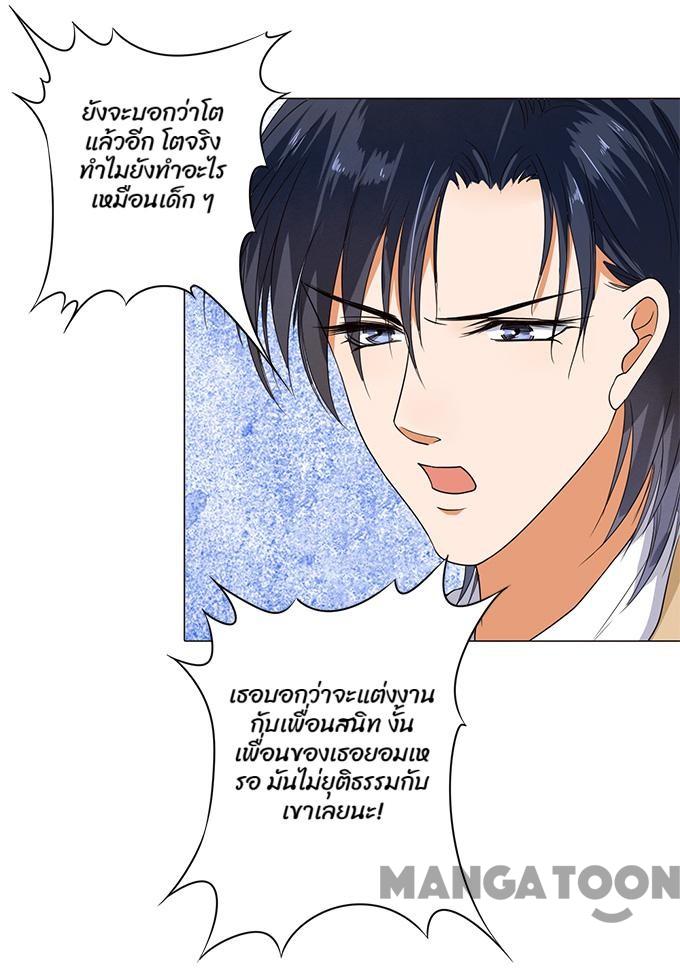 ยังจะบอกว่าโต
แล้วอีก โตจริง
ทำไมยังทำอะไร
เหมือนเด็ก ๆ
เธอบอกว่าจะแต่งงาน
กับเพื่อนสนิท งั้น
เพื่อนของเธอยอมเห
รอ มันไม่ยุติธรรมกับ
เขาเลยนะ!
MANGATOON